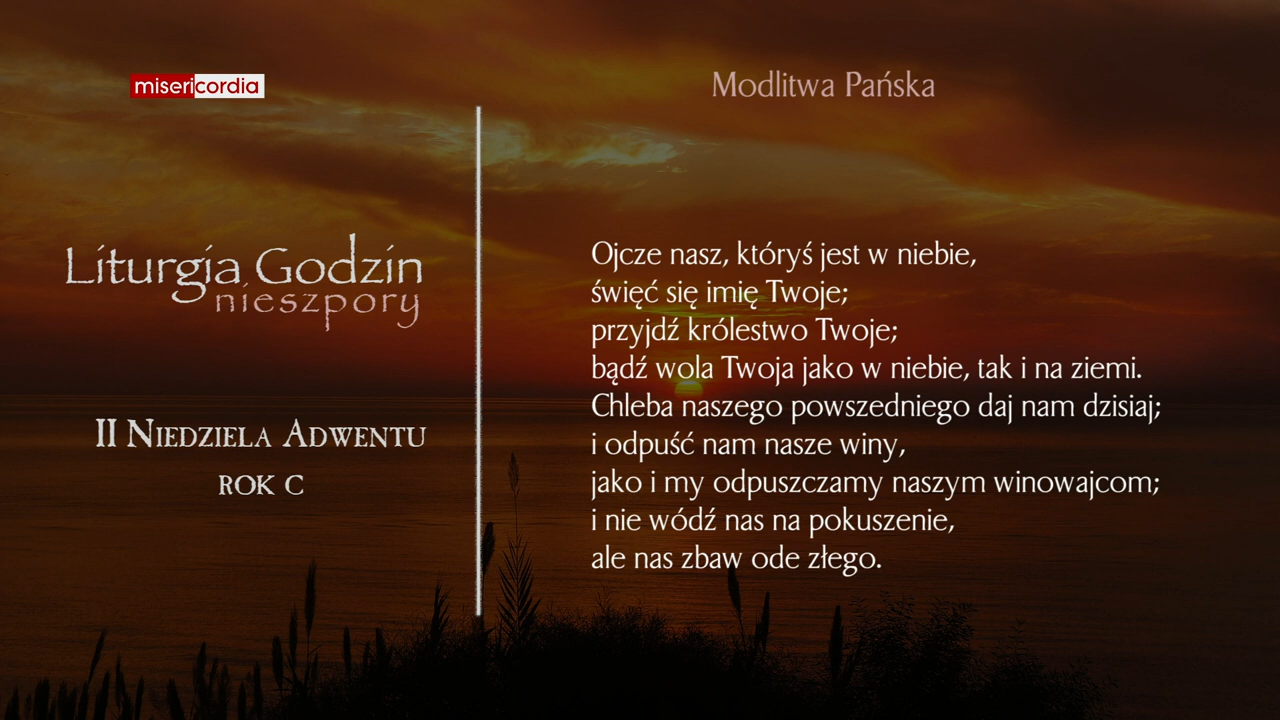 misericordia
Liturgia Godzin
nieszpory
II Niedziela Adwentu
rok C
Modlitwa Pańska
Ojcze nasz, któryś jest w niebie,
święć się imię Twoje;
przyjdź królestwo Twoje;
bądź wola Twoja jako w niebie, tak i na ziemi.
Chleba naszego powszedniego daj nam dzisiaj;
i odpuść nam nasze winy,
jako i my odpuszczamy naszym winowajcom;
i nie wódź nas na pokuszenie,
ale nas zbaw ode złego.